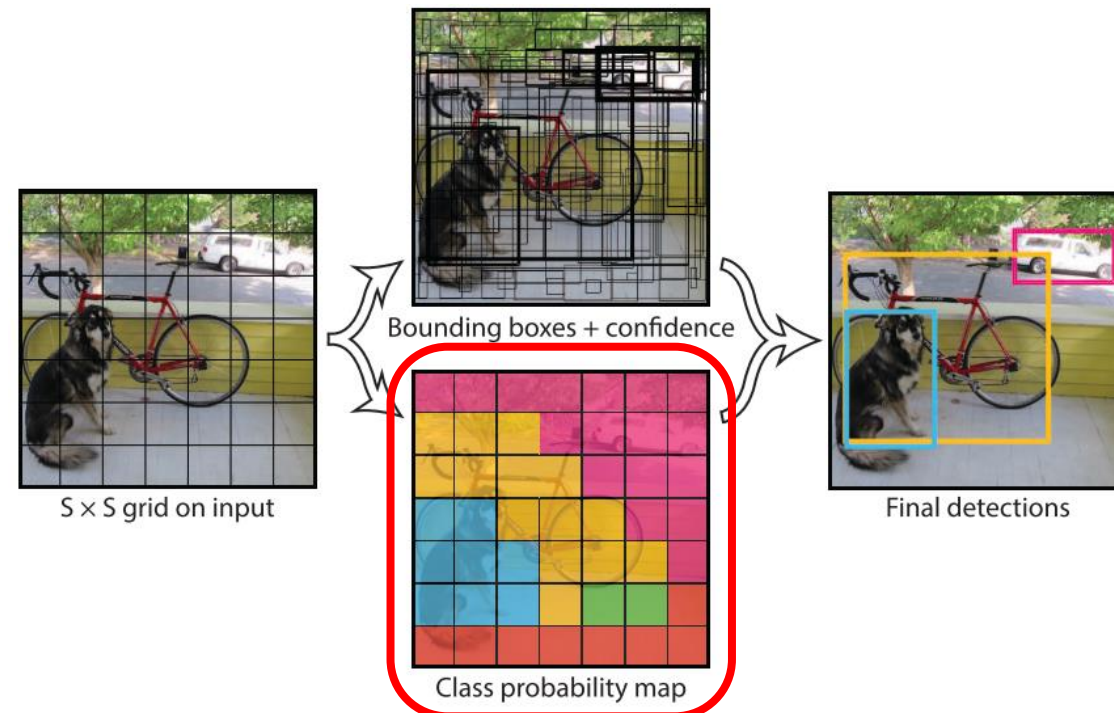 Bounding boxes + confidence
S × S grid on input
Final detections
Class probability map